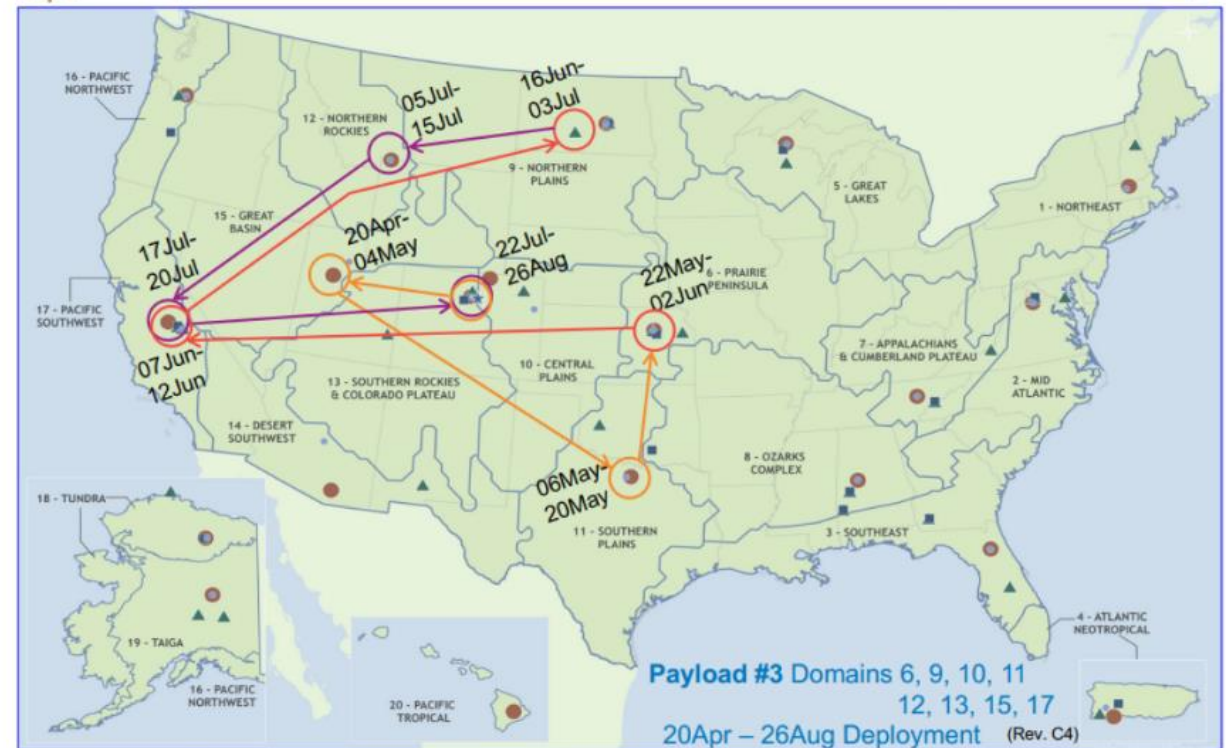 16 - PACIFIC
NORTHWEST
12 - NORTHERN
ROCKIES
05Jul-
15Jul
16Jun-
03Jul
9 - NORTHERN
PLAINS
5 - GREAT
LAKES
1 - NORTHEAST
15 - GREAT
BASIN
17Jul-
20Jul
20Apr-
04May
22Jul-
26Aug
22May-
02Jun
6 - PRAIRIE
PENINSULA
17 - PACIFIC
SOUTHWEST
07Jun-
12Jun
7 - APPALACHIANS
& CUMBERLAND PLATEAU
10 - CENTRAL
PLAINS
13 - SOUTHERN ROCKIES
& COLORADO PLATEAU
2 - MID
ATLANTIC
14 - DESERT
SOUTHWEST
8 - OZARKS
COMPLEX
06May-
20May
11 - SOUTHERN
PLAINS
3 - SOUTHEAST
18 - TUNDRA
19 - TAIGA
16 - PACIFIC
NORTHWEST
20 - PACIFIC
TROPICAL
4 - ATLANTIC
NEOTROPICAL
Payload #3 Domains 6, 9, 10, 11
12, 13, 15, 17
20Apr – 26Aug Deployment (Rev. C4)